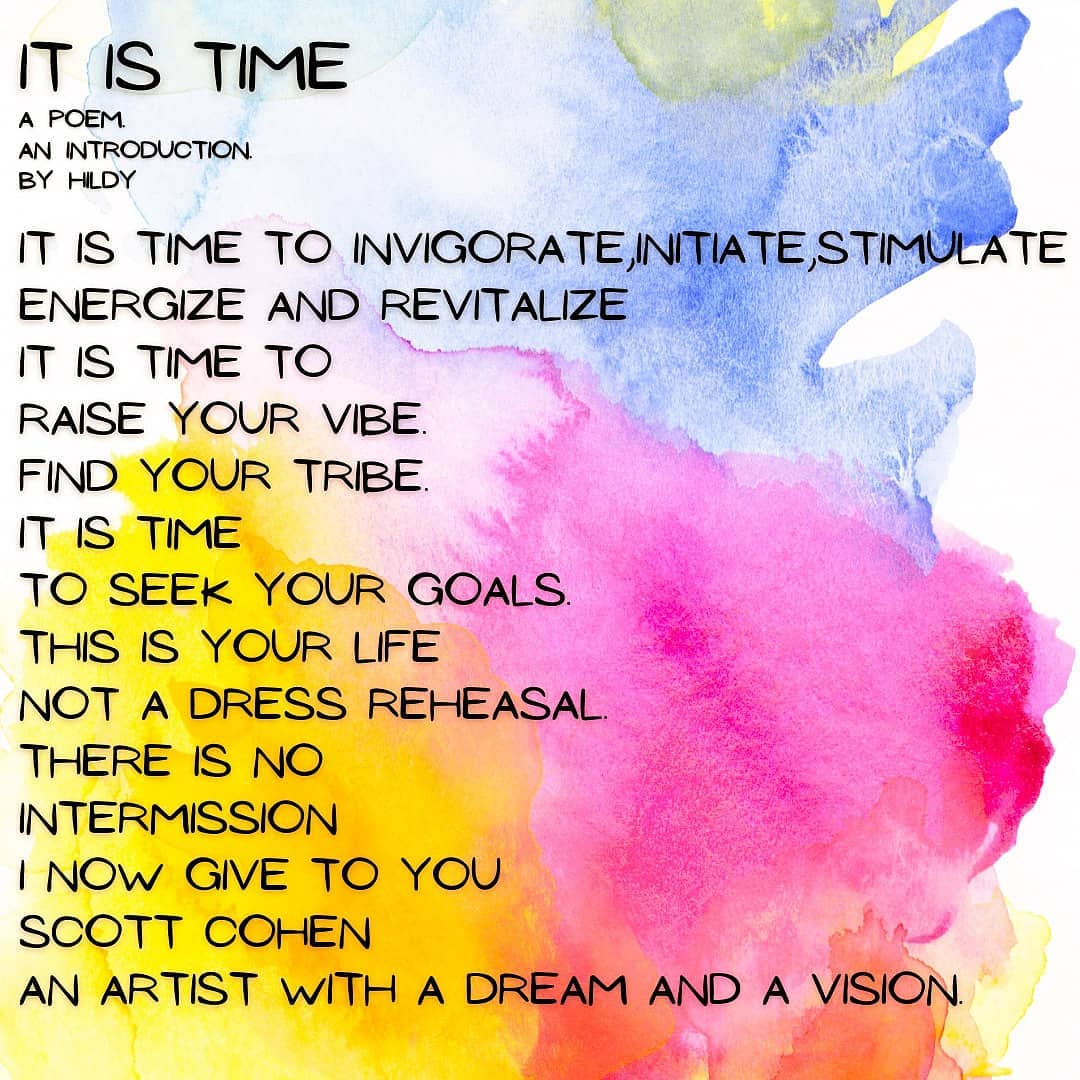 IT IS TIME
A POEM.
AN INTRODUCTION.
BY HILDY
IT IS TIME TO INVIGORATE,INITIATE,STIMULATE
ENERGIZE AND REVITALIZE
IT IS TIME TO
RAISE YOUR VIBE.
FIND YOUR TRIBE.
IT IS TIME
TO SEEK YOUR GOALS.
THIS IS YOUR LIFE
NOT A DRESS REHEASAL.
THERE IS NO
INTERMISSION
I NOW GIVE TO YOU
SCOTT COHEN
AN ARTIST WITH A DREAM AND A VISION.